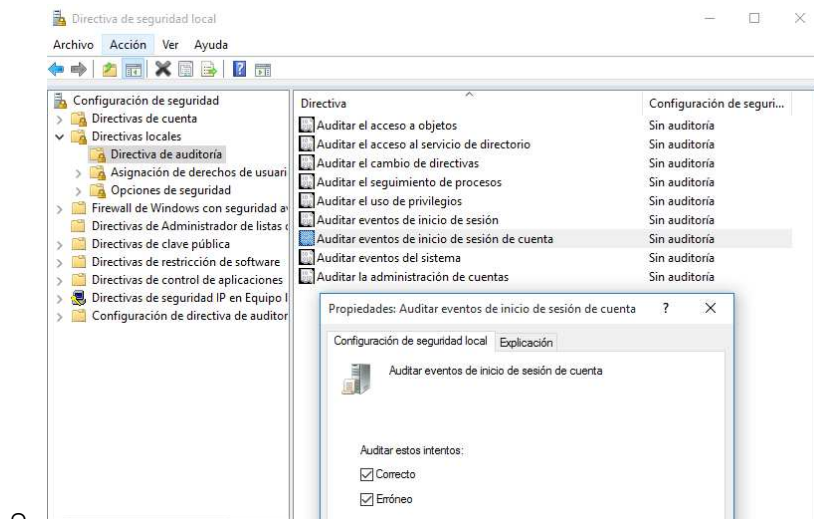 Directiva de seguridad local
Archivo Acción Ver Ayuda
Configuración de seguridad
Directivas de cuenta
Directivas locales
Directiva de auditoría
Asignación de derechos de usuari
Opciones de seguridad
Firewall de Windows con seguridad a
Directivas de Administrador de listas
Directivas de clave pública
Directivas de restricción de software
Directivas de control de aplicaciones
Directivas de seguridad IP en Equipo l
Configuración de directiva de auditor
Directiva Configuración de seguri...
Auditar el acceso a objetos Sin auditoría
Auditar el acceso al servicio de directorio Sin auditoría
Auditar el cambio de directivas Sin auditoría
Auditar el seguimiento de procesos Sin auditoría
Auditar el uso de privilegios Sin auditoría
Auditar eventos de inicio de sesión Sin auditoría
Auditar eventos de inicio de sesión de cuenta Sin auditoría
Auditar eventos del sistema Sin auditoría
Auditar la administración de cuentas Sin auditoría
Propiedades: Auditar eventos de inicio de sesión de cuenta ? X
Configuración de seguridad local Explicación
Auditar eventos de inicio de sesión de cuenta
Auditar estos intentos:
Correcto
Erróneo